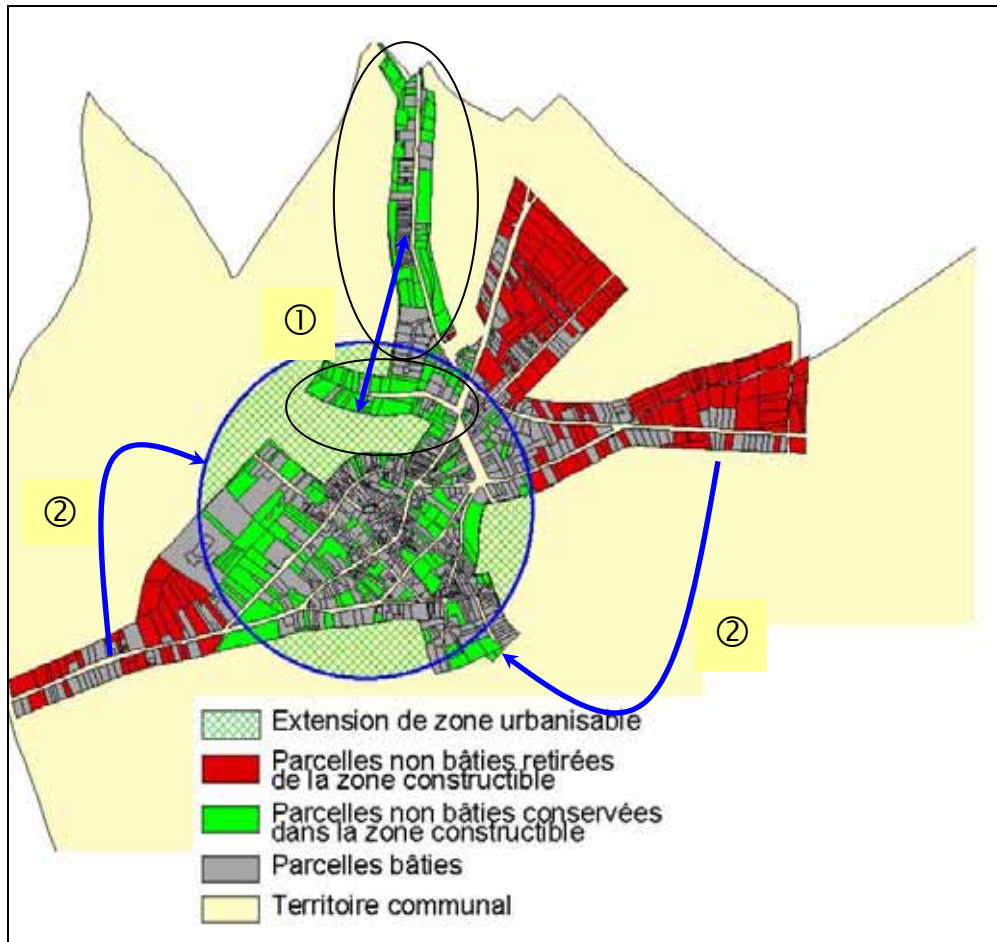 ①
②
②
Extension de zone urbanisable
Parcelles non bâties retirées
de la zone constructible
Parcelles non bâties conservées
dans la zone constructible
Parcelles bâties
Territoire communal